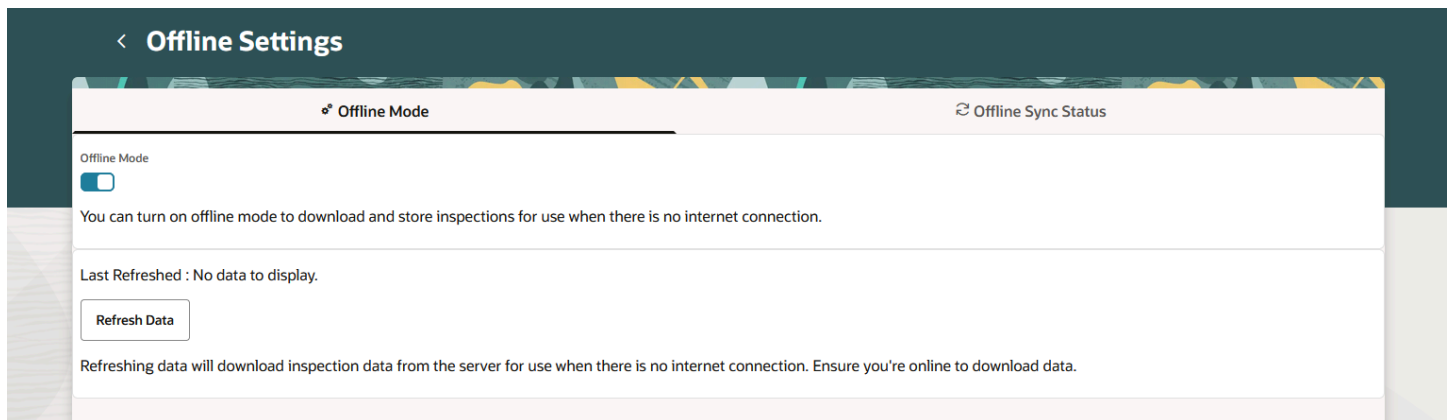 Offline Settings
Offline Mode
Offline Sync Status
Offline Mode
You can turn on offline mode to download and store inspections for use when there is no internet connection.
Last Refreshed : No data to display.
Refresh Data
Refreshing data will download inspection data from the server for use when there is no internet connection. Ensure you're online to download data.